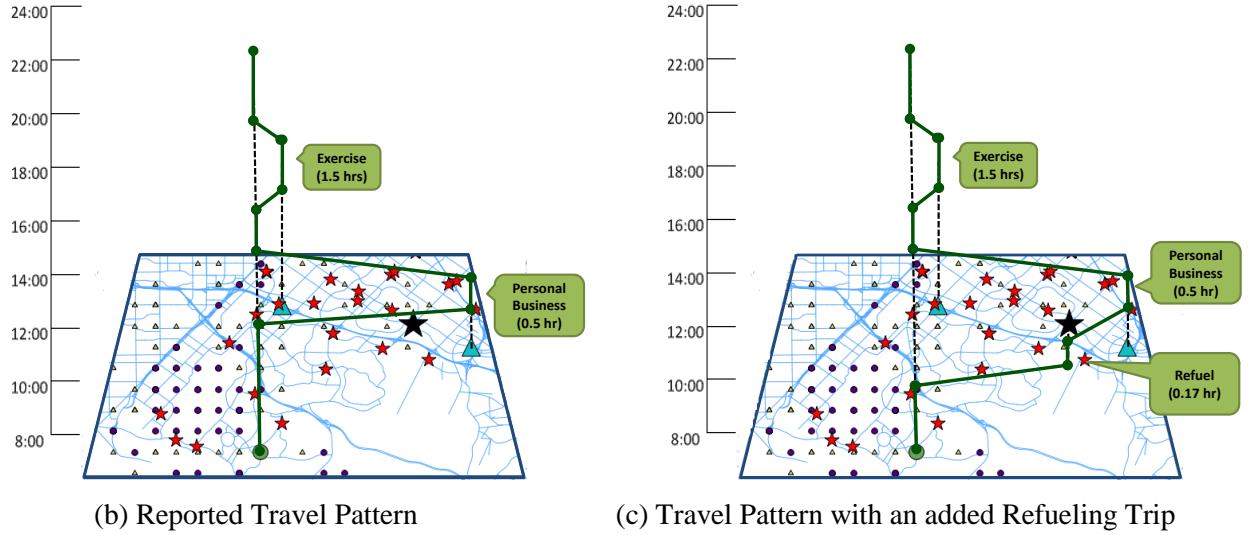 24:00
22:00
20:00
18:00
16:00
14:00
12:00
10:00
8:00
Exercise
(1.5 hrs)
Personal
Business
(0.5 hr)
(b) Reported Travel Pattern
24:00
22:00
20:00
18:00
16:00
14:00
12:00
10:00
8:00
Exercise
(1.5 hrs)
Personal
Business
(0.5 hr)
Refuel
(0.17 hr)
(c) Travel Pattern with an added Refueling Trip